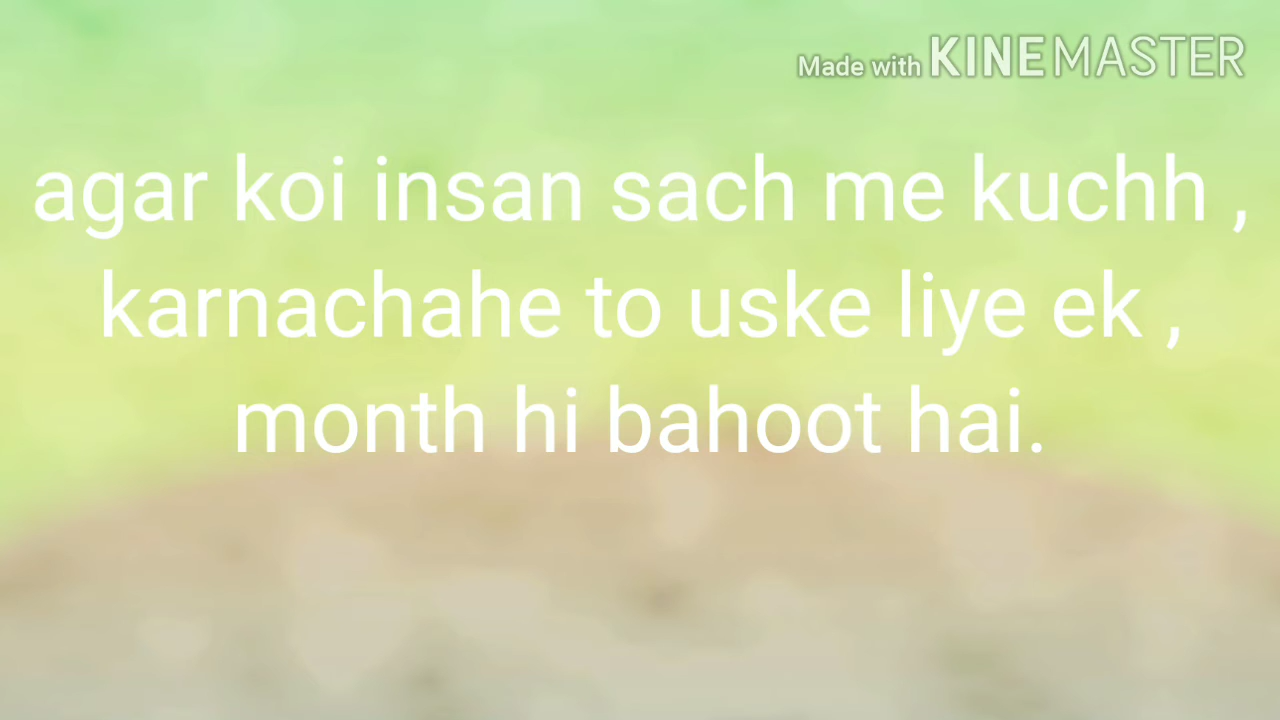 Made with KINEMASTER
agar koi insan sach me kuchh ,
karnachahe to uske liye ek ,
month hi bahoot hai.